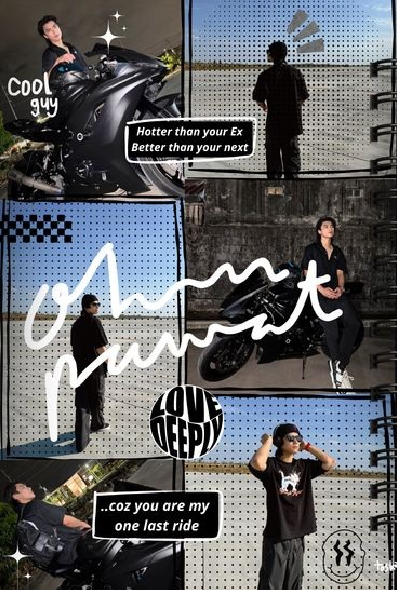 Cool
guy
Hotter than your Ex
Better than your next
ohm
pawat
LOVE
DEEPLY
..coz you are my
one last ride